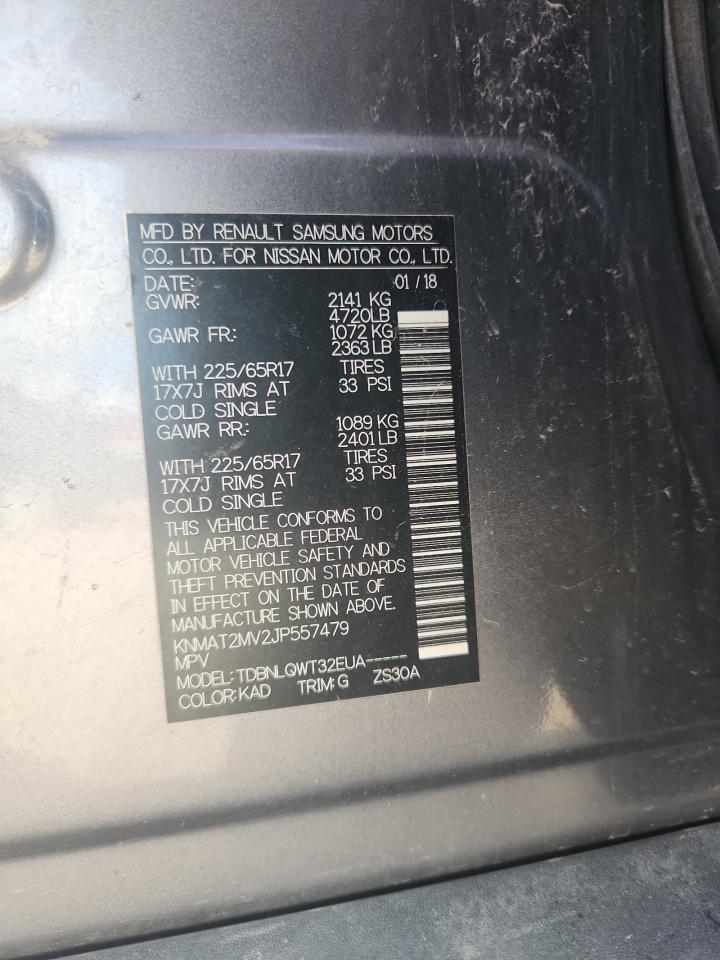 MFD BY RENAULT SAMSUNG MOTORS
CO., LTD. FOR NISSAN MOTOR CO., LTD.
DATE: 01 / 18
GVWR: 2141 KG
4720LB
GAWR FR.: 1072 KG
2363 LB
WITH 225/65R17 TIRES
17X7J RIMS AT 33 PSI
COLD SINGLE
GAWR RR.: 1089 KG
2401 LB
WITH 225/65R17 TIRES
17X7J RIMS AT 33 PSI
COLD SINGLE
THIS VEHICLE CONFORMS TO
ALL APPLICABLE FEDERAL
MOTOR VEHICLE SAFETY AND
THEFT PREVENTION STANDARDS
IN EFFECT ON THE DATE OF
MANUFACTURE SHOWN ABOVE.
KNMAT2MV2JP557479
MPV
MODEL: TDBNLQWT32EUA-----
COLOR: KAD TRIM: G ZS30A